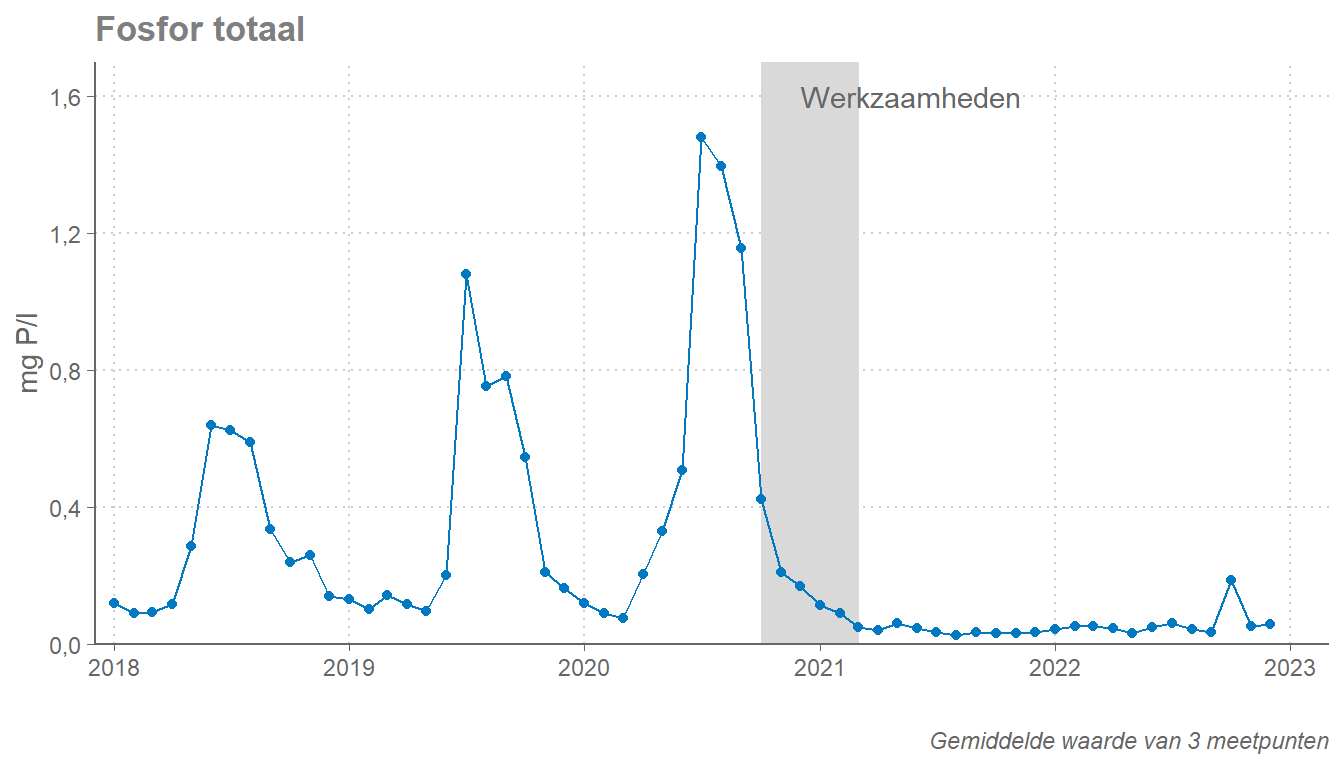 Fosfor totaal
mg P/l
1,6
Werkzaamheden
1,2
0,8
0,4
0,0
2018 2019 2020 2021 2022 2023
Gemiddelde waarde van 3 meetpunten